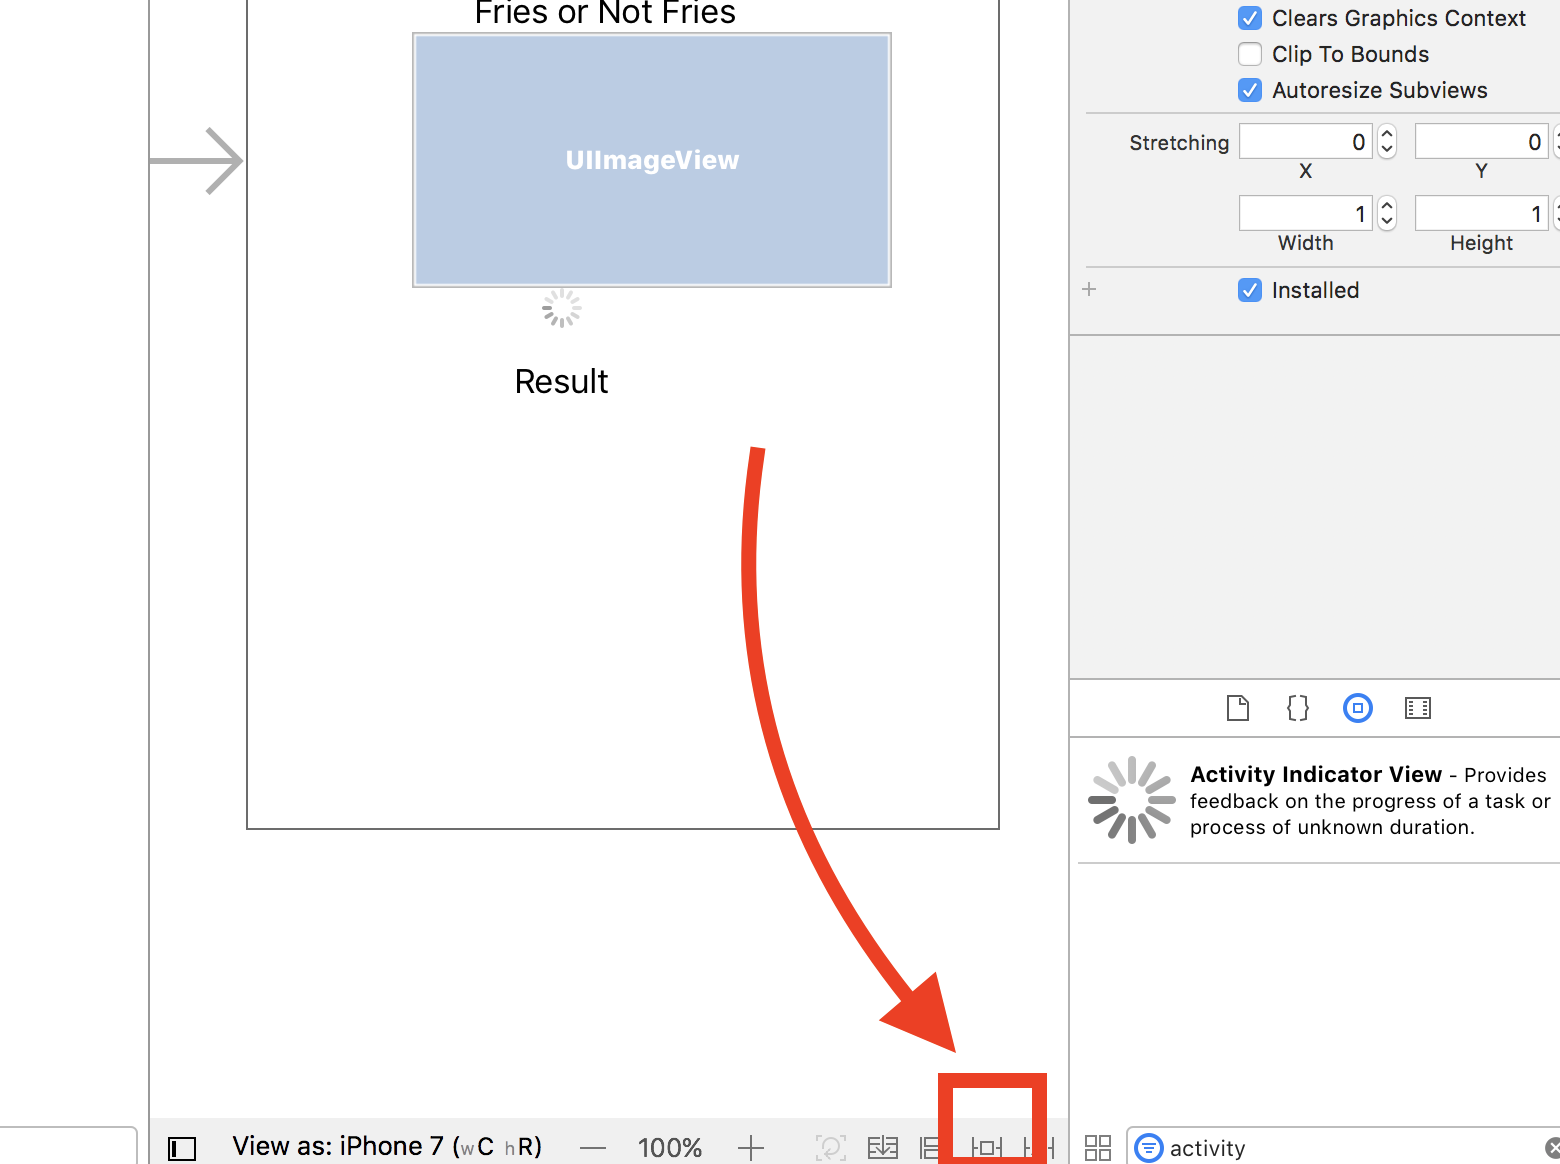 Fries or Not Fries
UIImageView
Result
View as: iPhone 7 (wC hR)
100%
Clears Graphics Context
Clip To Bounds
Autoresize Subviews
Stretching 0 0
X Y
1 1
Width Height
Installed
Activity Indicator View - Provides
feedback on the progress of a task or
process of unknown duration.
activity